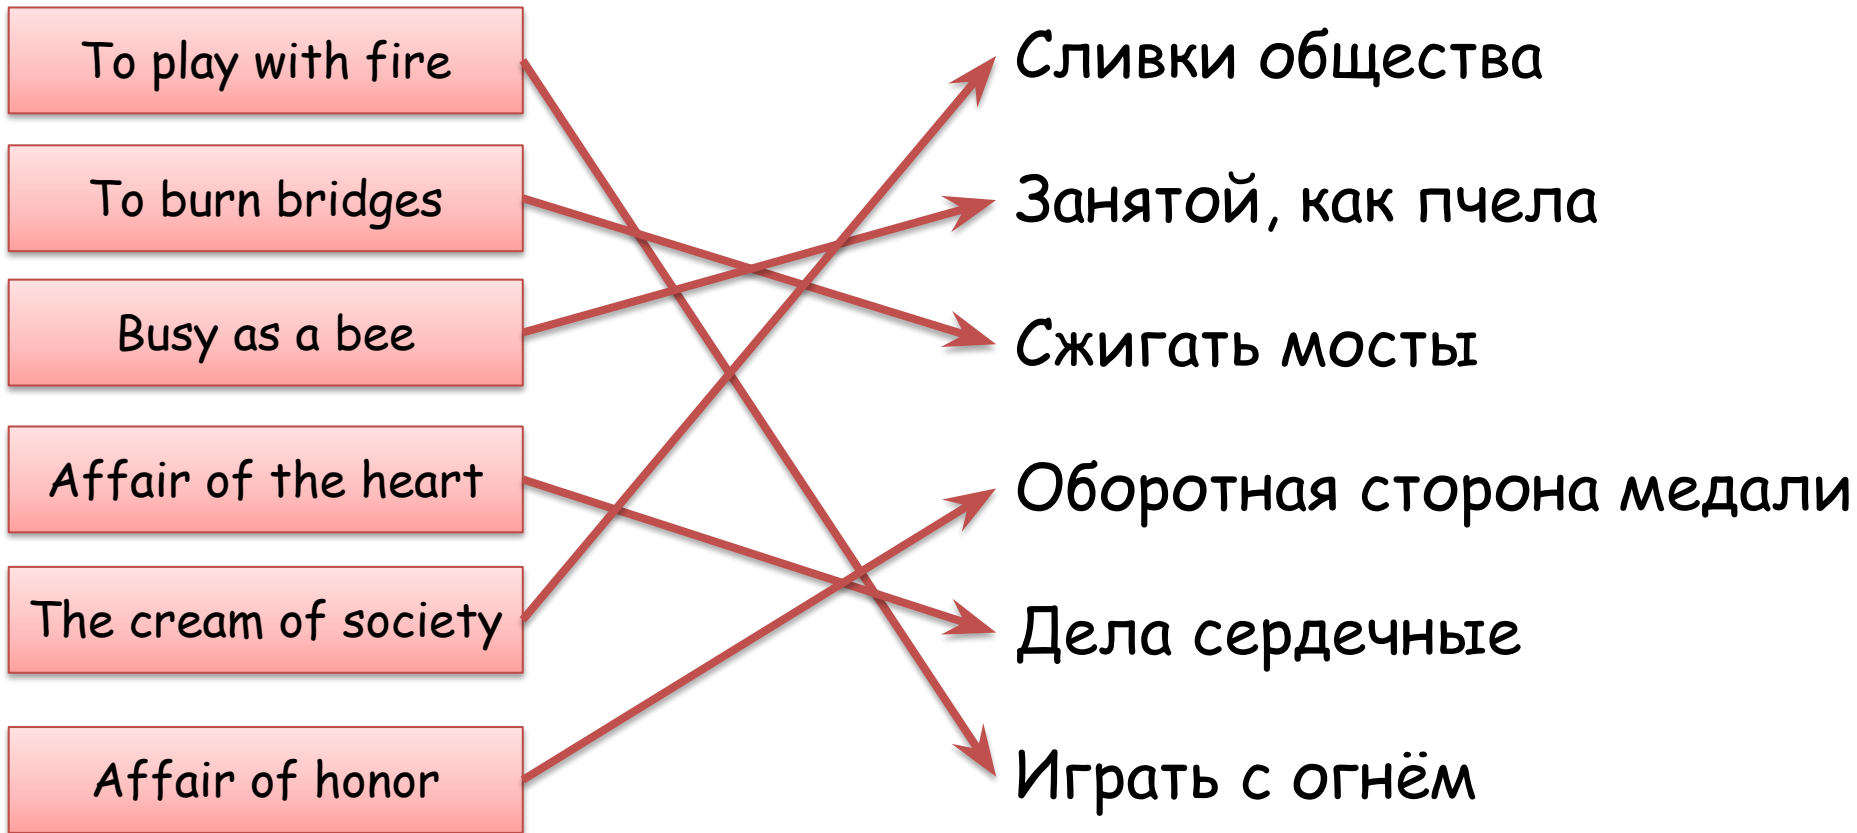 To play with fire
To burn bridges
Busy as a bee
Affair of the heart
The cream of society
Affair of honor
Сливки общества
Занятой, как пчела
Сжигать мосты
Оборотная сторона медали
Дела сердечные
Играть с огнём